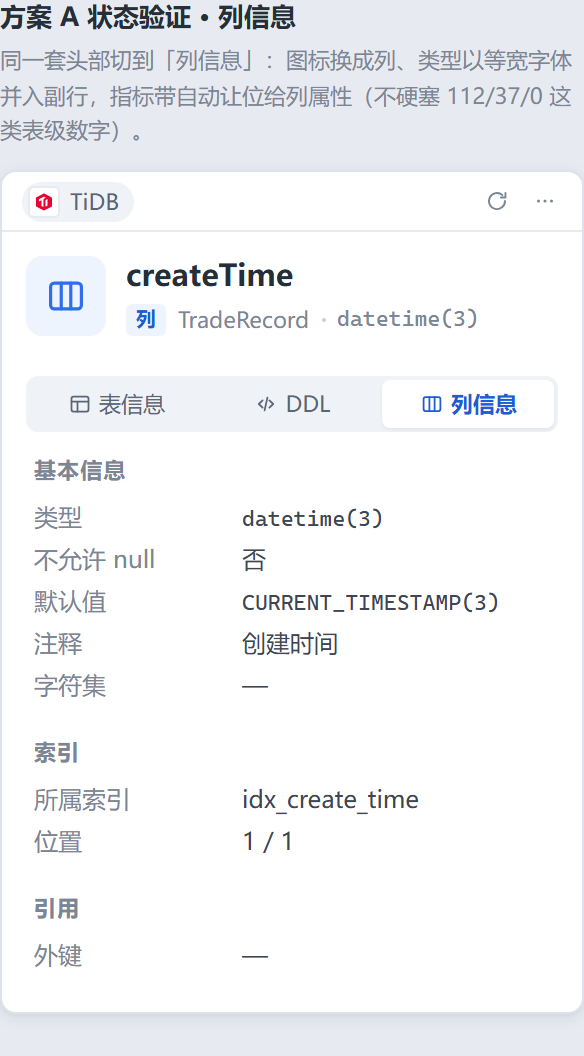 方案 A 状态验证 · 列信息
同一套头部切到「列信息」：图标换成列、类型以等宽字体
并入副行，指标带自动让位给列属性（不硬塞 112/37/0 这
类表级数字）。
TiDB
createTime
列 TradeRecord · datetime(3)
表信息 </> DDL 列信息
基本信息
类型 datetime(3)
不允许 null 否
默认值 CURRENT_TIMESTAMP(3)
注释 创建时间
字符集 —
索引
所属索引 idx_create_time
位置 1 / 1
引用
外键 —